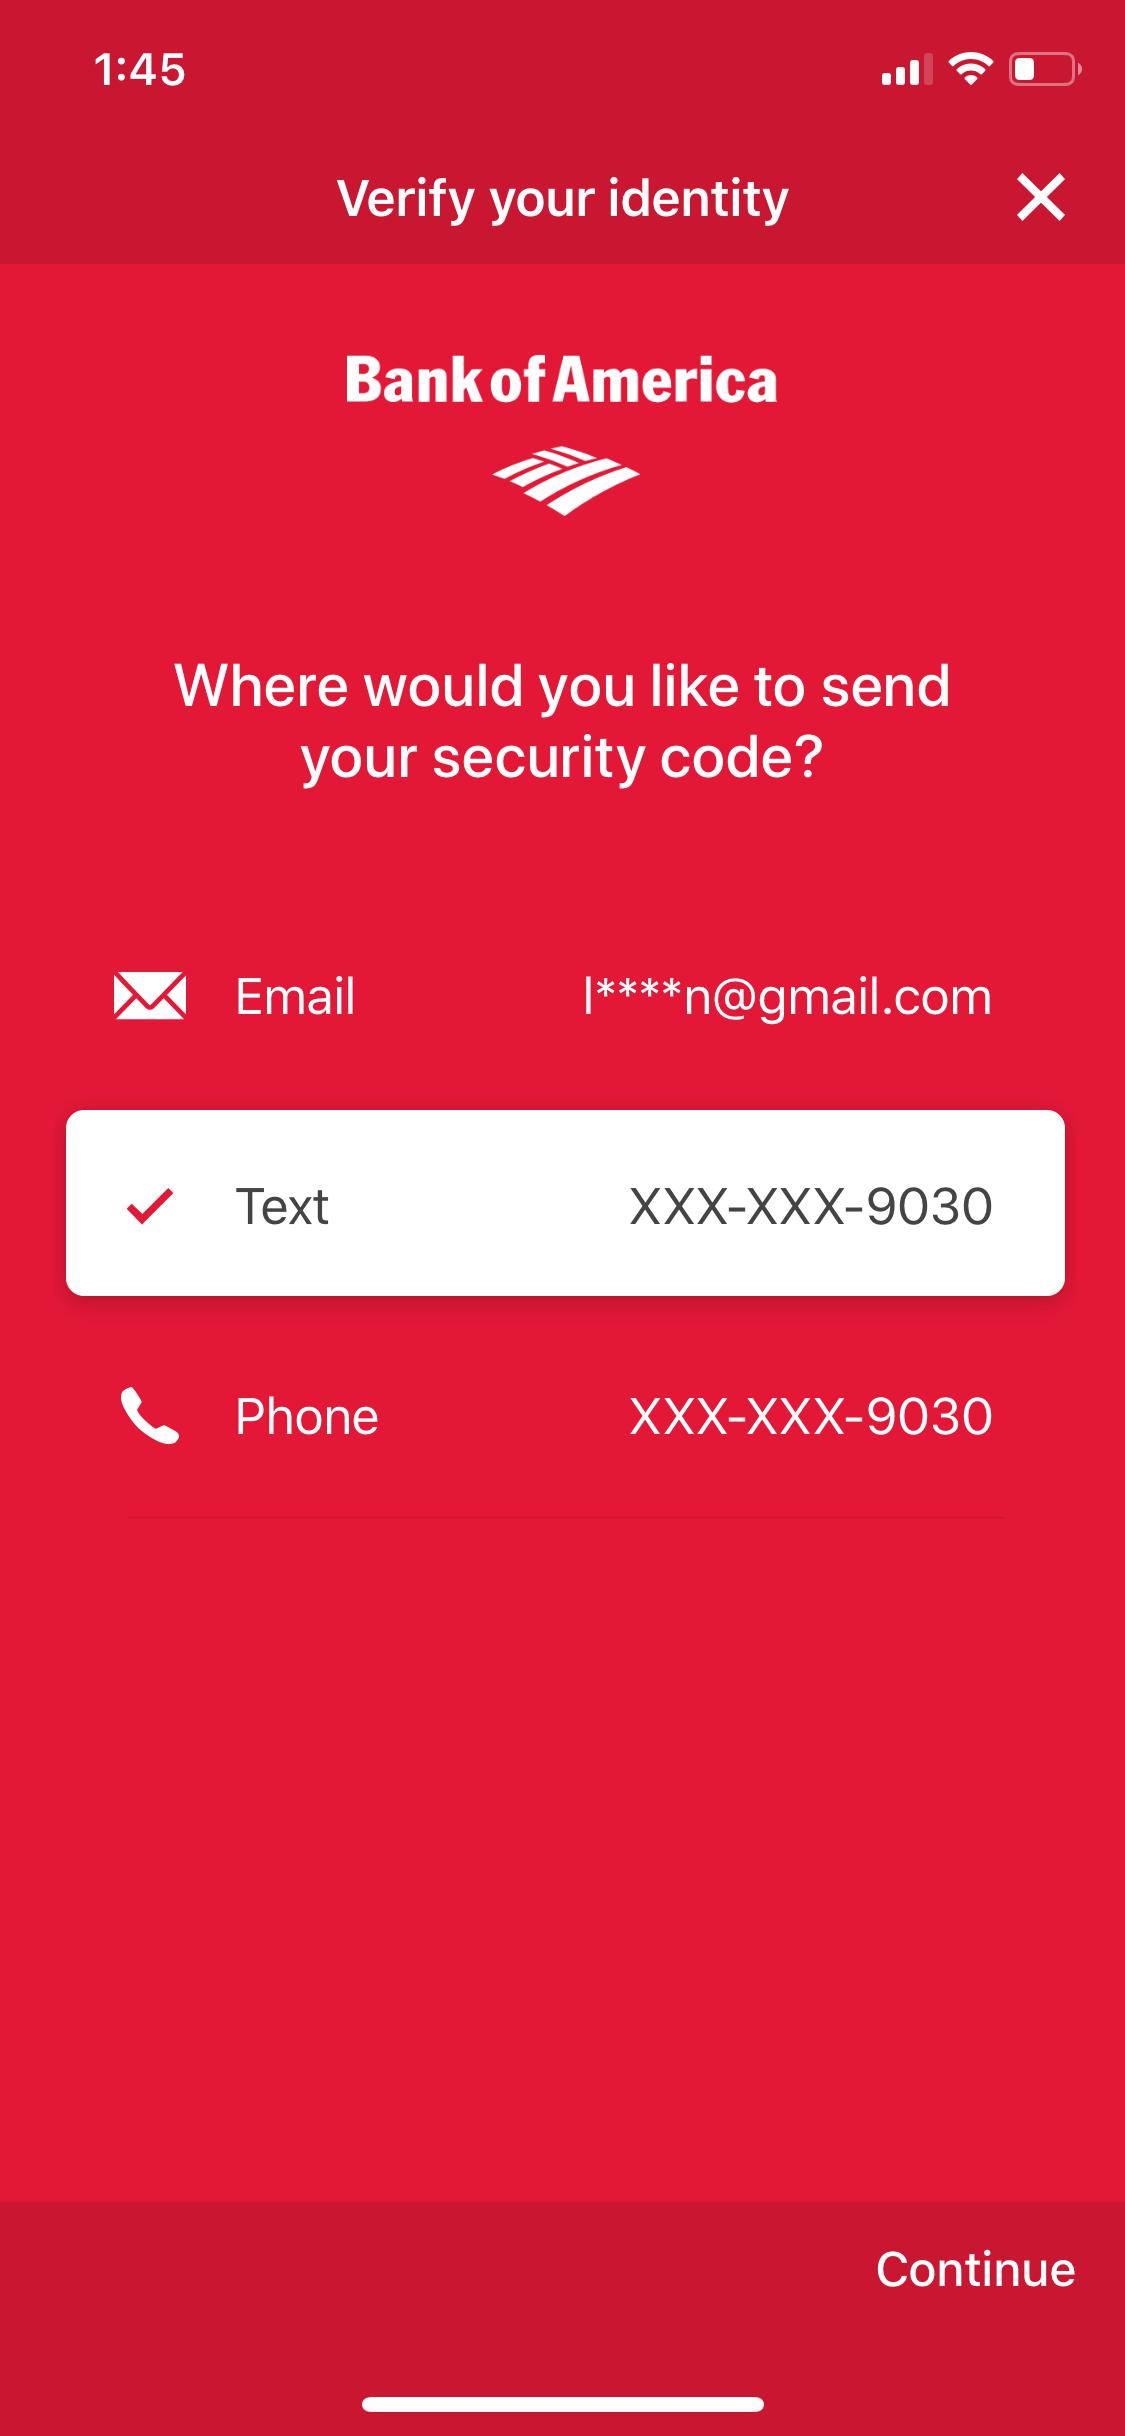 1:45
Verify your identity
Bank of America
Where would you like to send
your security code?
Email l****n@gmail.com
Text XXX-XXX-9030
Phone XXX-XXX-9030
Continue